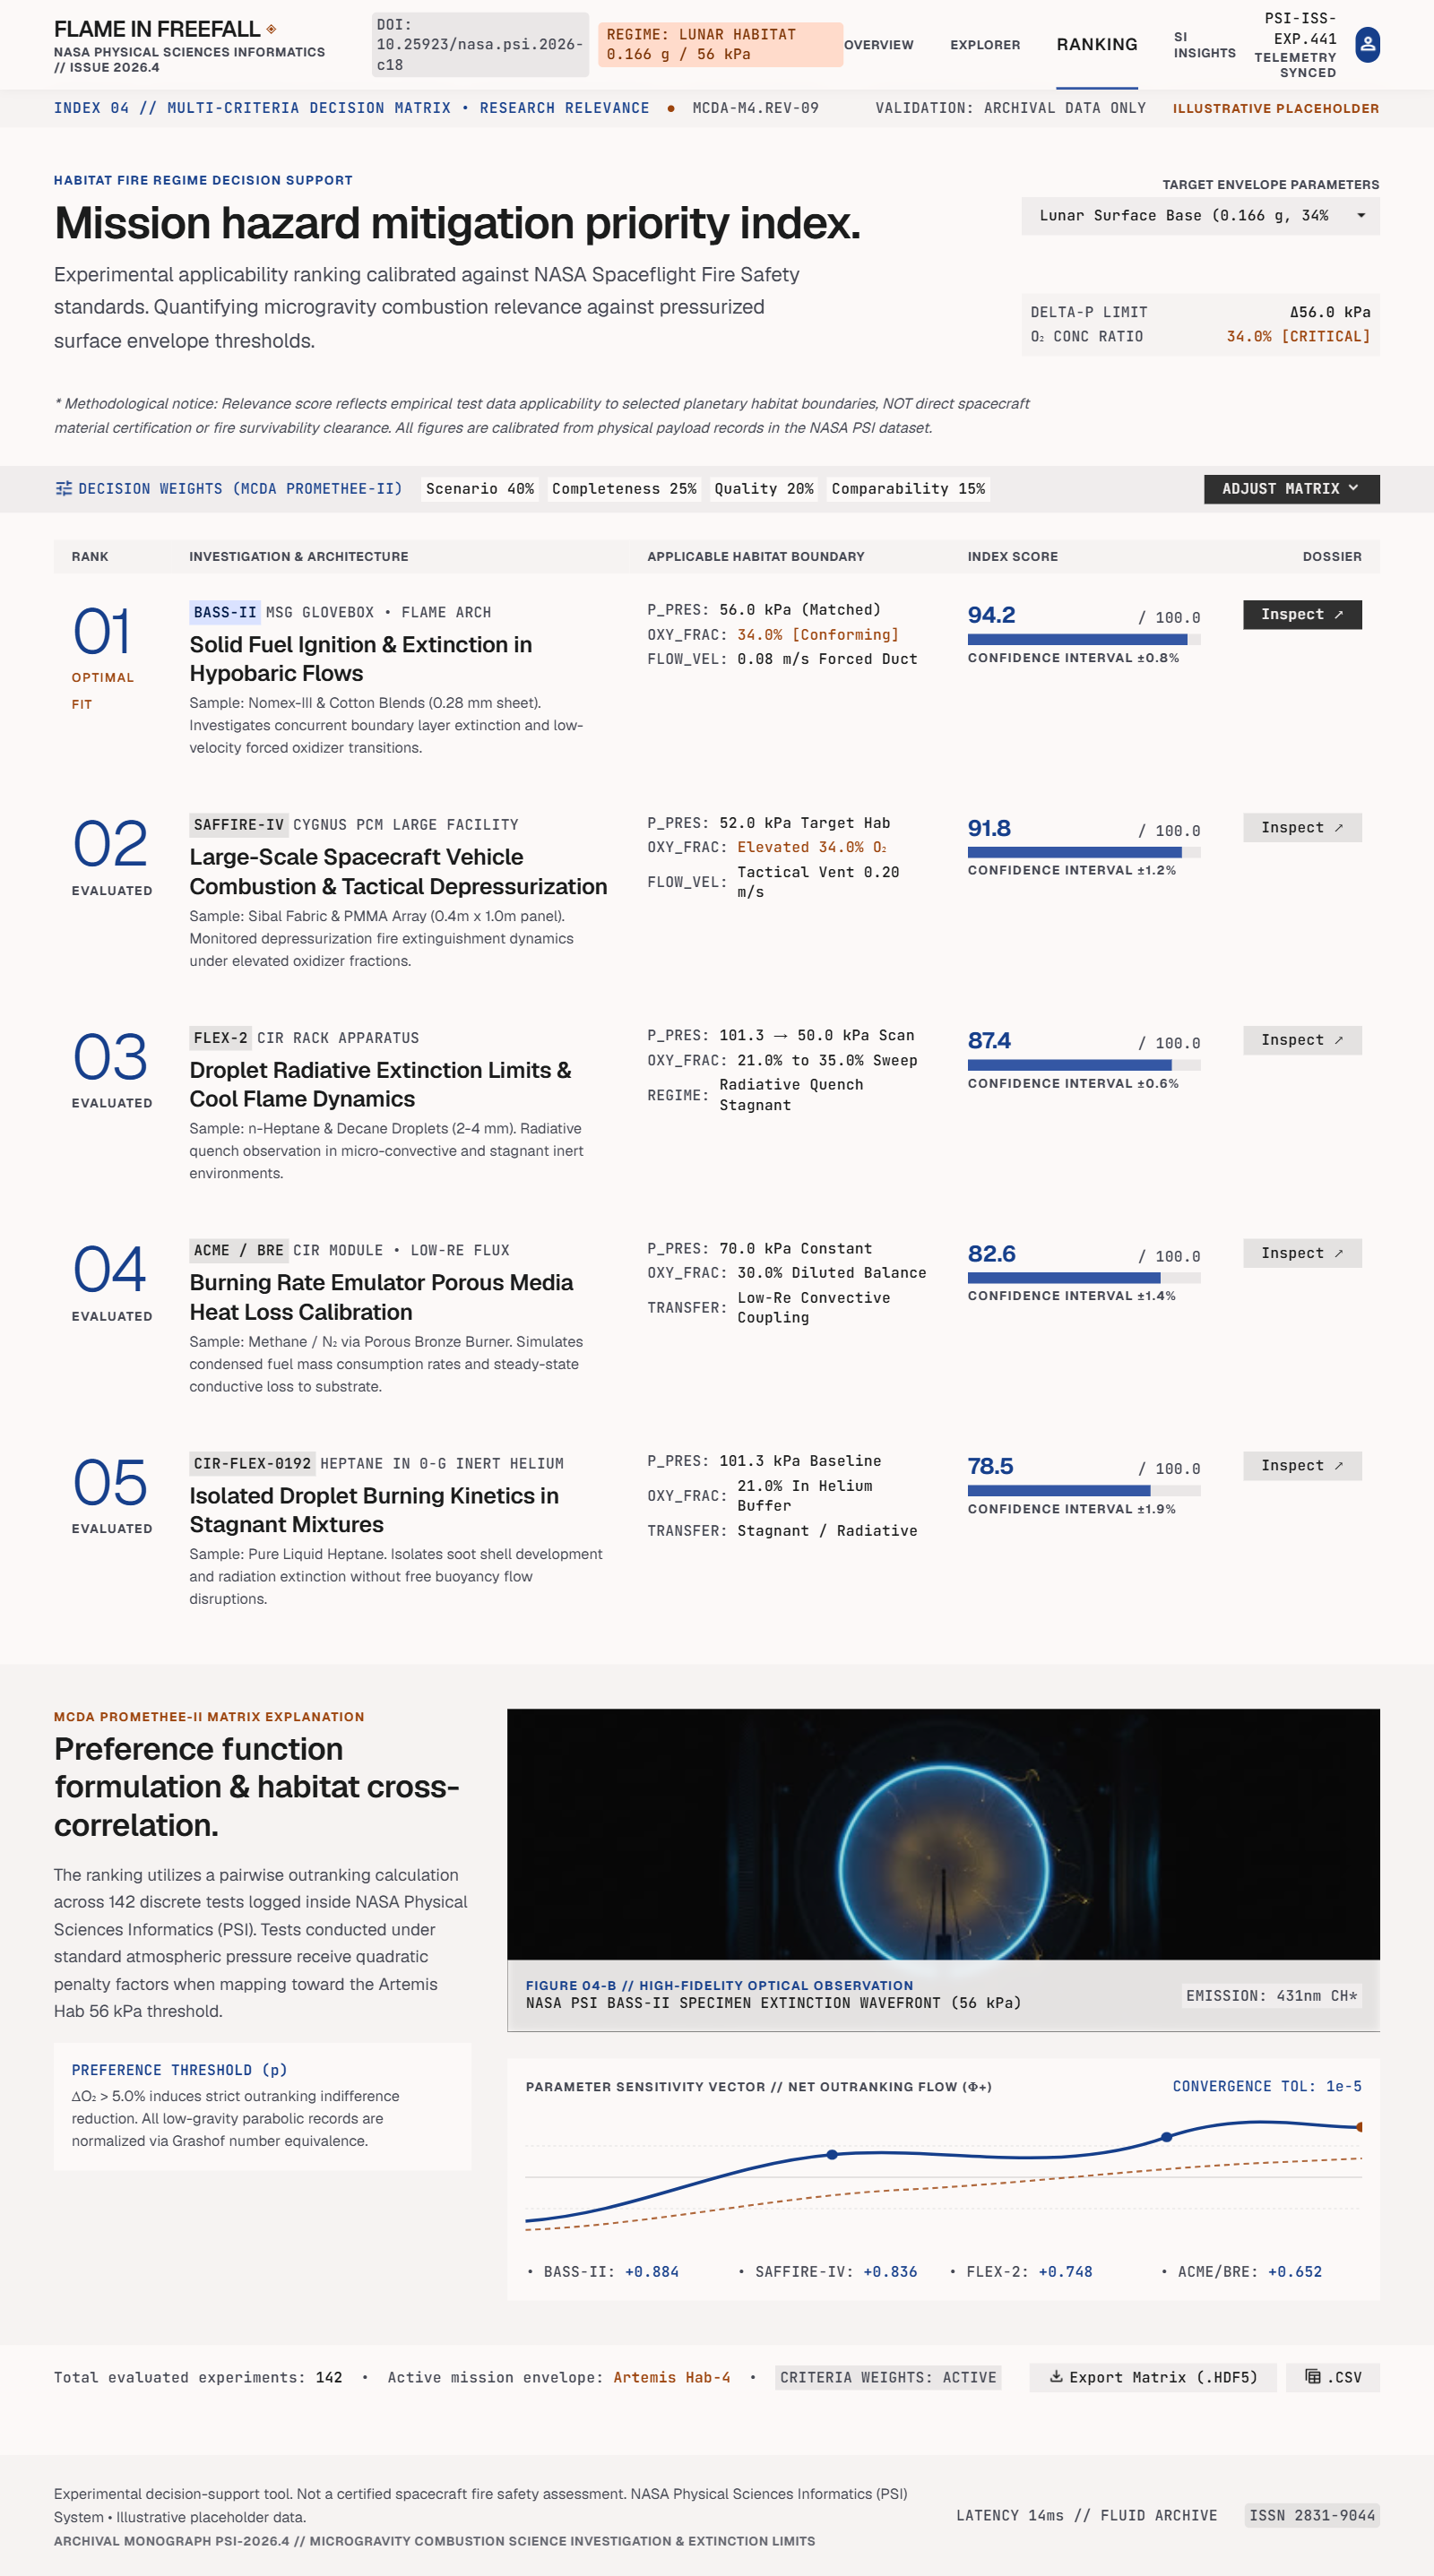 FLAME IN FREEFALL
NASA PHYSICAL SCIENCES INFORMATICS
// ISSUE 2026.4
DOI:
10.25923/nasa.psi.2026-
c18
REGIME: LUNAR HABITAT
0.166 g / 56 kPa
OVERVIEW
EXPLORER
RANKING
SI
INSIGHTS
PSI-ISS-
EXP.441
TELEMETRY
SYNCED
INDEX 04 // MULTI-CRITERIA DECISION MATRIX • RESEARCH RELEVANCE ● MCDA-M4.REV-09
VALIDATION: ARCHIVAL DATA ONLY
ILLUSTRATIVE PLACEHOLDER
HABITAT FIRE REGIME DECISION SUPPORT
Mission hazard mitigation priority index.
Experimental applicability ranking calibrated against NASA Spaceflight Fire Safety
standards. Quantifying microgravity combustion relevance against pressurized
surface envelope thresholds.
TARGET ENVELOPE PARAMETERS
Lunar Surface Base (0.166 g, 34%
DELTA-P LIMIT Δ56.0 kPa
O₂ CONC RATIO 34.0% [CRITICAL]
* Methodological notice: Relevance score reflects empirical test data applicability to selected planetary habitat boundaries, NOT direct spacecraft
material certification or fire survivability clearance. All figures are calibrated from physical payload records in the NASA PSI dataset.
DECISION WEIGHTS (MCDA PROMETHEE-II) Scenario 40% Completeness 25% Quality 20% Comparability 15%
ADJUST MATRIX
RANK INVESTIGATION & ARCHITECTURE APPLICABLE HABITAT BOUNDARY INDEX SCORE DOSSIER
01
OPTIMAL
FIT
BASS-II MSG GLOVEBOX • FLAME ARCH
Solid Fuel Ignition & Extinction in
Hypobaric Flows
Sample: Nomex-III & Cotton Blends (0.28 mm sheet).
Investigates concurrent boundary layer extinction and low-
velocity forced oxidizer transitions.
P_PRES: 56.0 kPa (Matched)
OXY_FRAC: 34.0% [Conforming]
FLOW_VEL: 0.08 m/s Forced Duct
94.2 / 100.0
CONFIDENCE INTERVAL ±0.8%
Inspect ↗
02
EVALUATED
SAFFIRE-IV CYGNUS PCM LARGE FACILITY
Large-Scale Spacecraft Vehicle
Combustion & Tactical Depressurization
Sample: Sibal Fabric & PMMA Array (0.4m x 1.0m panel).
Monitored depressurization fire extinguishment dynamics
under elevated oxidizer fractions.
P_PRES: 52.0 kPa Target Hab
OXY_FRAC: Elevated 34.0% O₂
FLOW_VEL: Tactical Vent 0.20
m/s
91.8 / 100.0
CONFIDENCE INTERVAL ±1.2%
Inspect ↗
03
EVALUATED
FLEX-2 CIR RACK APPARATUS
Droplet Radiative Extinction Limits &
Cool Flame Dynamics
Sample: n-Heptane & Decane Droplets (2-4 mm). Radiative
quench observation in micro-convective and stagnant inert
environments.
P_PRES: 101.3 → 50.0 kPa Scan
OXY_FRAC: 21.0% to 35.0% Sweep
REGIME: Radiative Quench
Stagnant
87.4 / 100.0
CONFIDENCE INTERVAL ±0.6%
Inspect ↗
04
EVALUATED
ACME / BRE CIR MODULE • LOW-RE FLUX
Burning Rate Emulator Porous Media
Heat Loss Calibration
Sample: Methane / N₂ via Porous Bronze Burner. Simulates
condensed fuel mass consumption rates and steady-state
conductive loss to substrate.
P_PRES: 70.0 kPa Constant
OXY_FRAC: 30.0% Diluted Balance
TRANSFER: Low-Re Convective
Coupling
82.6 / 100.0
CONFIDENCE INTERVAL ±1.4%
Inspect ↗
05
EVALUATED
CIR-FLEX-0192 HEPTANE IN 0-G INERT HELIUM
Isolated Droplet Burning Kinetics in
Stagnant Mixtures
Sample: Pure Liquid Heptane. Isolates soot shell development
and radiation extinction without free buoyancy flow
disruptions.
P_PRES: 101.3 kPa Baseline
OXY_FRAC: 21.0% In Helium
Buffer
TRANSFER: Stagnant / Radiative
78.5 / 100.0
CONFIDENCE INTERVAL ±1.9%
Inspect ↗
MCDA PROMETHEE-II MATRIX EXPLANATION
Preference function
formulation & habitat cross-
correlation.
The ranking utilizes a pairwise outranking calculation
across 142 discrete tests logged inside NASA Physical
Sciences Informatics (PSI). Tests conducted under
standard atmospheric pressure receive quadratic
penalty factors when mapping toward the Artemis
Hab 56 kPa threshold.
PREFERENCE THRESHOLD (p)
ΔO₂ > 5.0% induces strict outranking indifference
reduction. All low-gravity parabolic records are
normalized via Grashof number equivalence.
FIGURE 04-B // HIGH-FIDELITY OPTICAL OBSERVATION
NASA PSI BASS-II SPECIMEN EXTINCTION WAVEFRONT (56 kPa)
EMISSION: 431nm CH*
PARAMETER SENSITIVITY VECTOR // NET OUTRANKING FLOW (Φ+)
CONVERGENCE TOL: 1e-5
• BASS-II: +0.884 • SAFFIRE-IV: +0.836 • FLEX-2: +0.748 • ACME/BRE: +0.652
Total evaluated experiments: 142 • Active mission envelope: Artemis Hab-4 • CRITERIA WEIGHTS: ACTIVE
Export Matrix (.HDF5)
.CSV
Experimental decision-support tool. Not a certified spacecraft fire safety assessment. NASA Physical Sciences Informatics (PSI)
System • Illustrative placeholder data.
ARCHIVAL MONOGRAPH PSI-2026.4 // MICROGRAVITY COMBUSTION SCIENCE INVESTIGATION & EXTINCTION LIMITS
LATENCY 14ms // FLUID ARCHIVE
ISSN 2831-9044